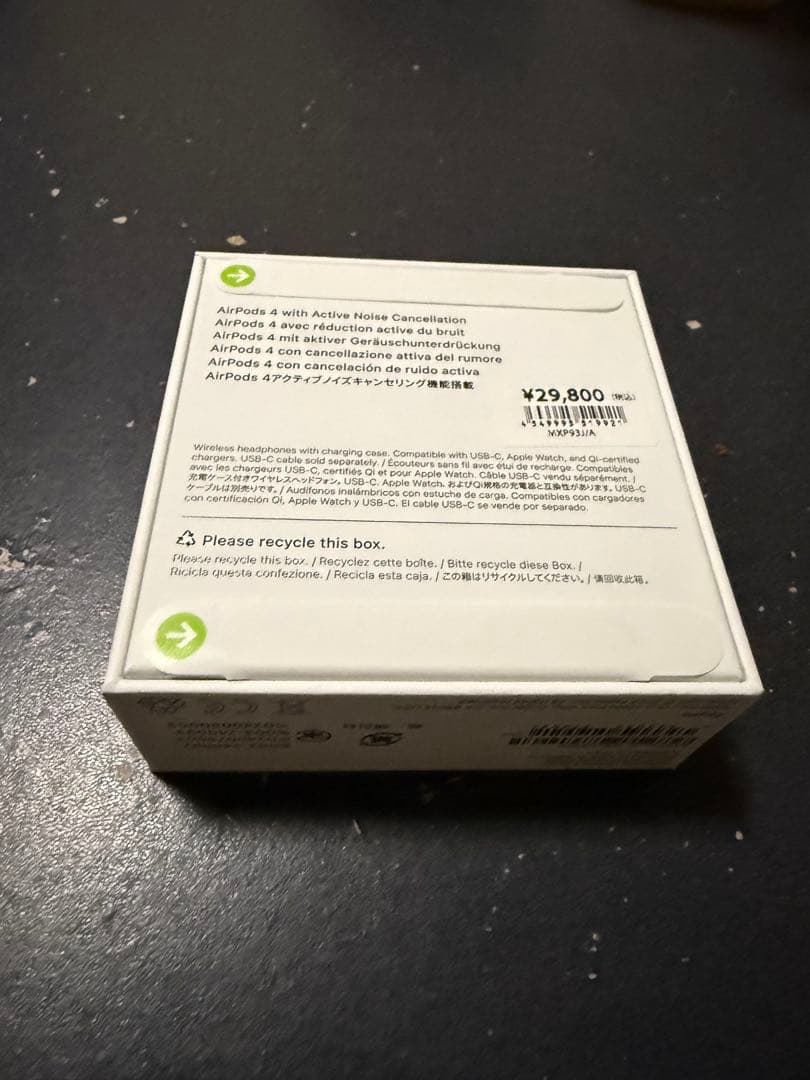 AirPods 4 with Active Noise Cancellation
AirPods 4 avec réduction active du bruit
AirPods 4 mit aktiver Geräuschunterdrückung
AirPods 4 con cancellazione attiva del rumore
AirPods 4 con cancelación de ruido activa
AirPods 4アクティブノイズキャンセリング機能搭載
¥29,800 (税込)
MXP93J/A
Wireless headphones with charging case. Compatible with USB-C, Apple Watch, and Qi-certified
chargers. USB-C cable sold separately. / Écouteurs sans fil avec étui de recharge. Compatibles
avec les chargeurs USB-C, certifiés Qi et pour Apple Watch. Câble USB-C vendu séparément. /
充電ケース付きワイヤレスヘッドフォン。USB-C、Apple Watch、およびQi規格の充電器と互換性があります。USB-C
ケーブルは別売りです。/ Audífonos inalámbricos con estuche de carga. Compatibles con cargadores
con certificación Qi, Apple Watch y USB-C. El cable USB-C se vende por separado.
Please recycle this box.
Please recycle this box. / Recyclez cette boîte. / Bitte recycle diese Box. /
Ricicla questa confezione. / Recicla esta caja. / この箱はリサイクルしてください。/ 请回收此箱。